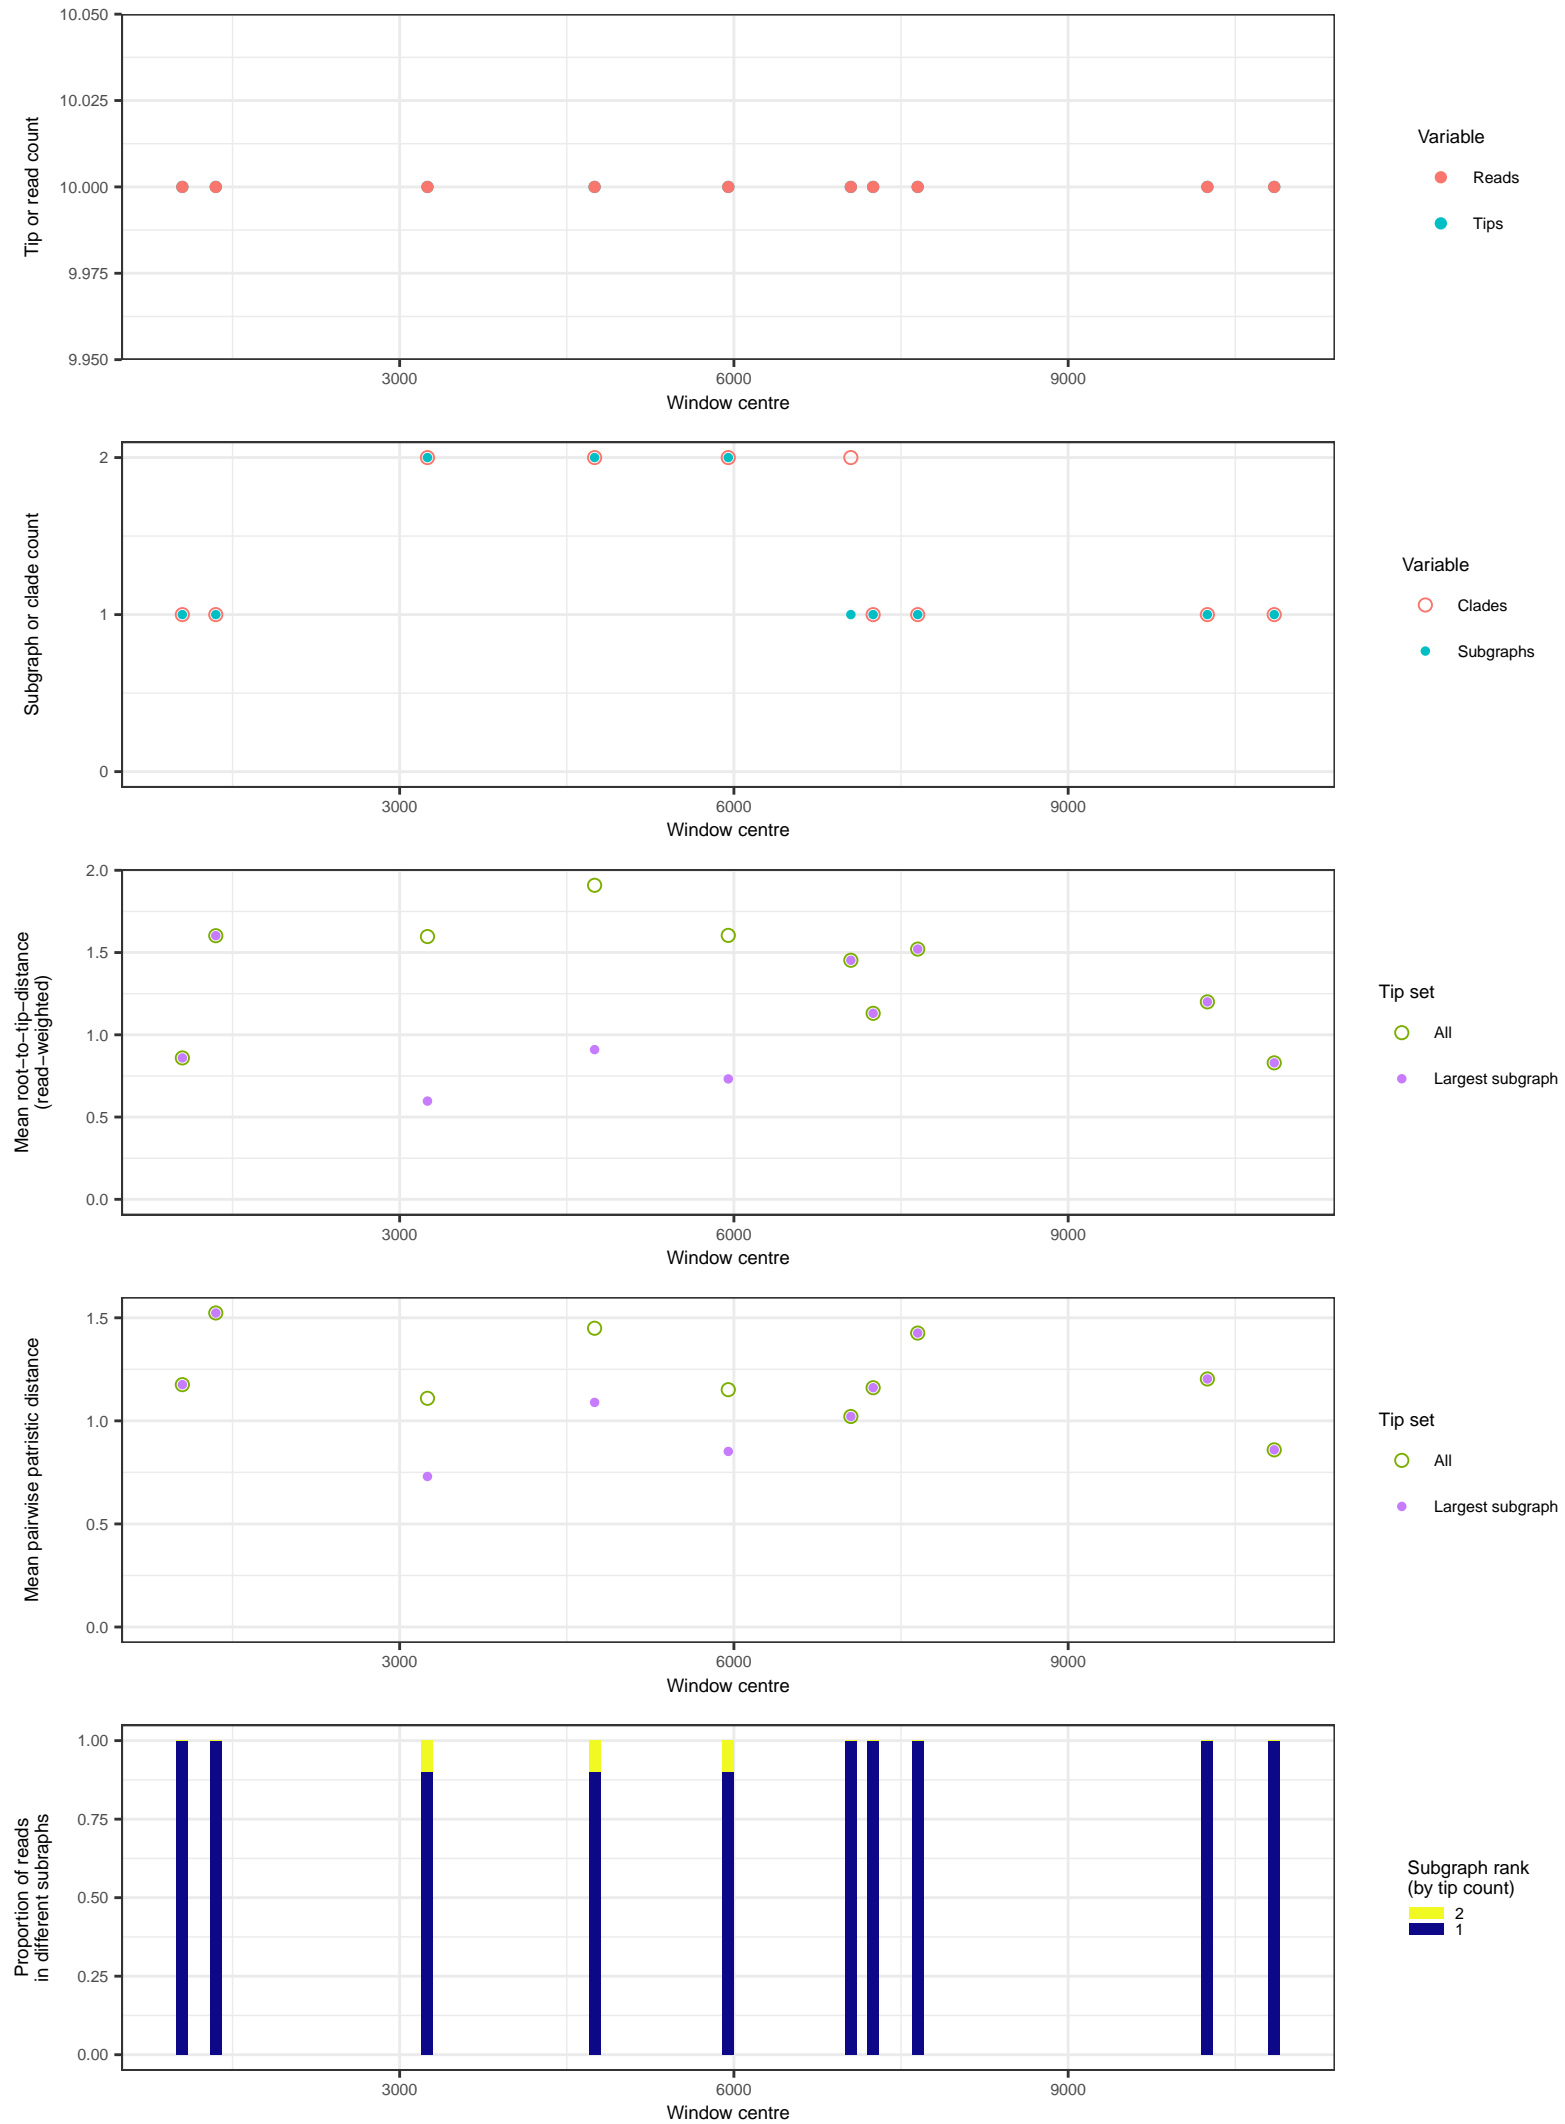 10.050
10.025
10.000
9.975
9.950
Tip or read count
3000
6000
9000
Window centre
Variable
Reads
Tips
2
1
0
Subgraph or clade count
3000
6000
9000
Window centre
Variable
Clades
Subgraphs
2.0
1.5
1.0
0.5
0.0
Mean root−to−tip−distance
(read−weighted)
3000
6000
9000
Window centre
Tip set
All
Largest subgraph
1.5
1.0
0.5
0.0
Mean pairwise patristic distance
3000
6000
9000
Window centre
Tip set
All
Largest subgraph
1.00
0.75
0.50
0.25
0.00
Proportion of reads
in different subraphs
3000
6000
9000
Window centre
Subgraph rank
(by tip count)
2
1